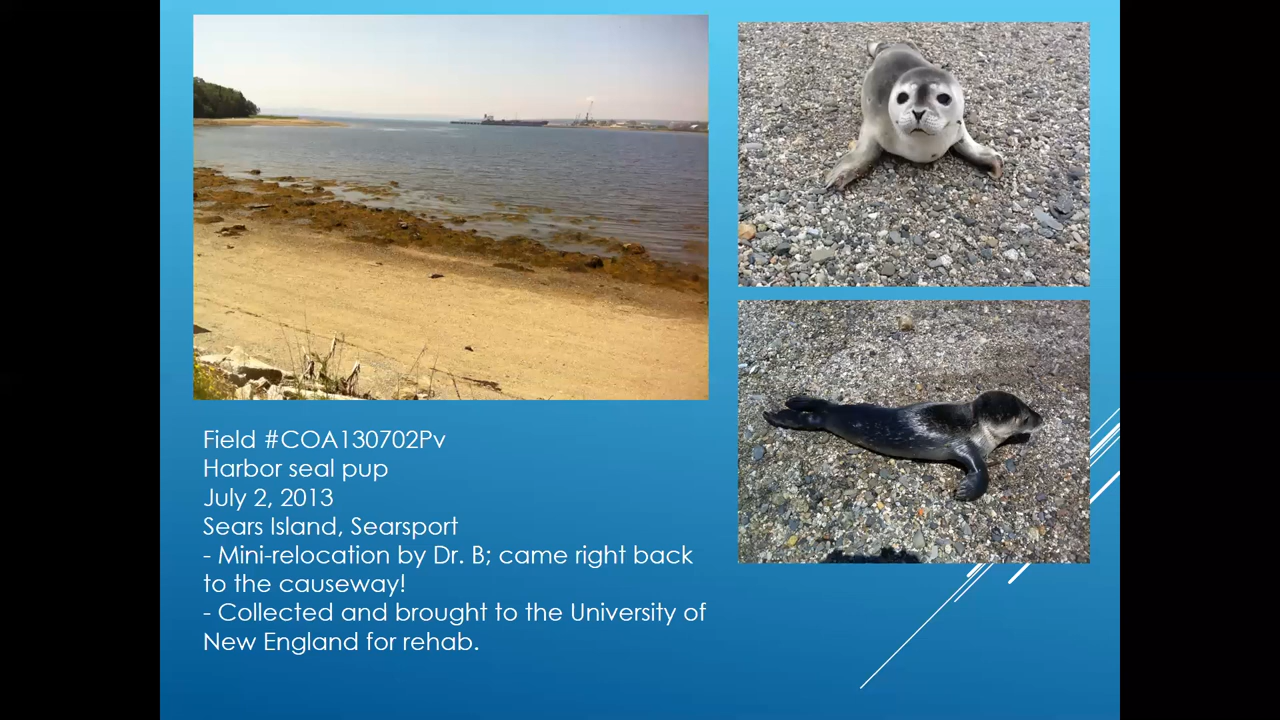 Field #COA130702Pv
Harbor seal pup
July 2, 2013
Sears Island, Searsport
- Mini-relocation by Dr. B; came right back
to the causeway!
- Collected and brought to the University of
New England for rehab.